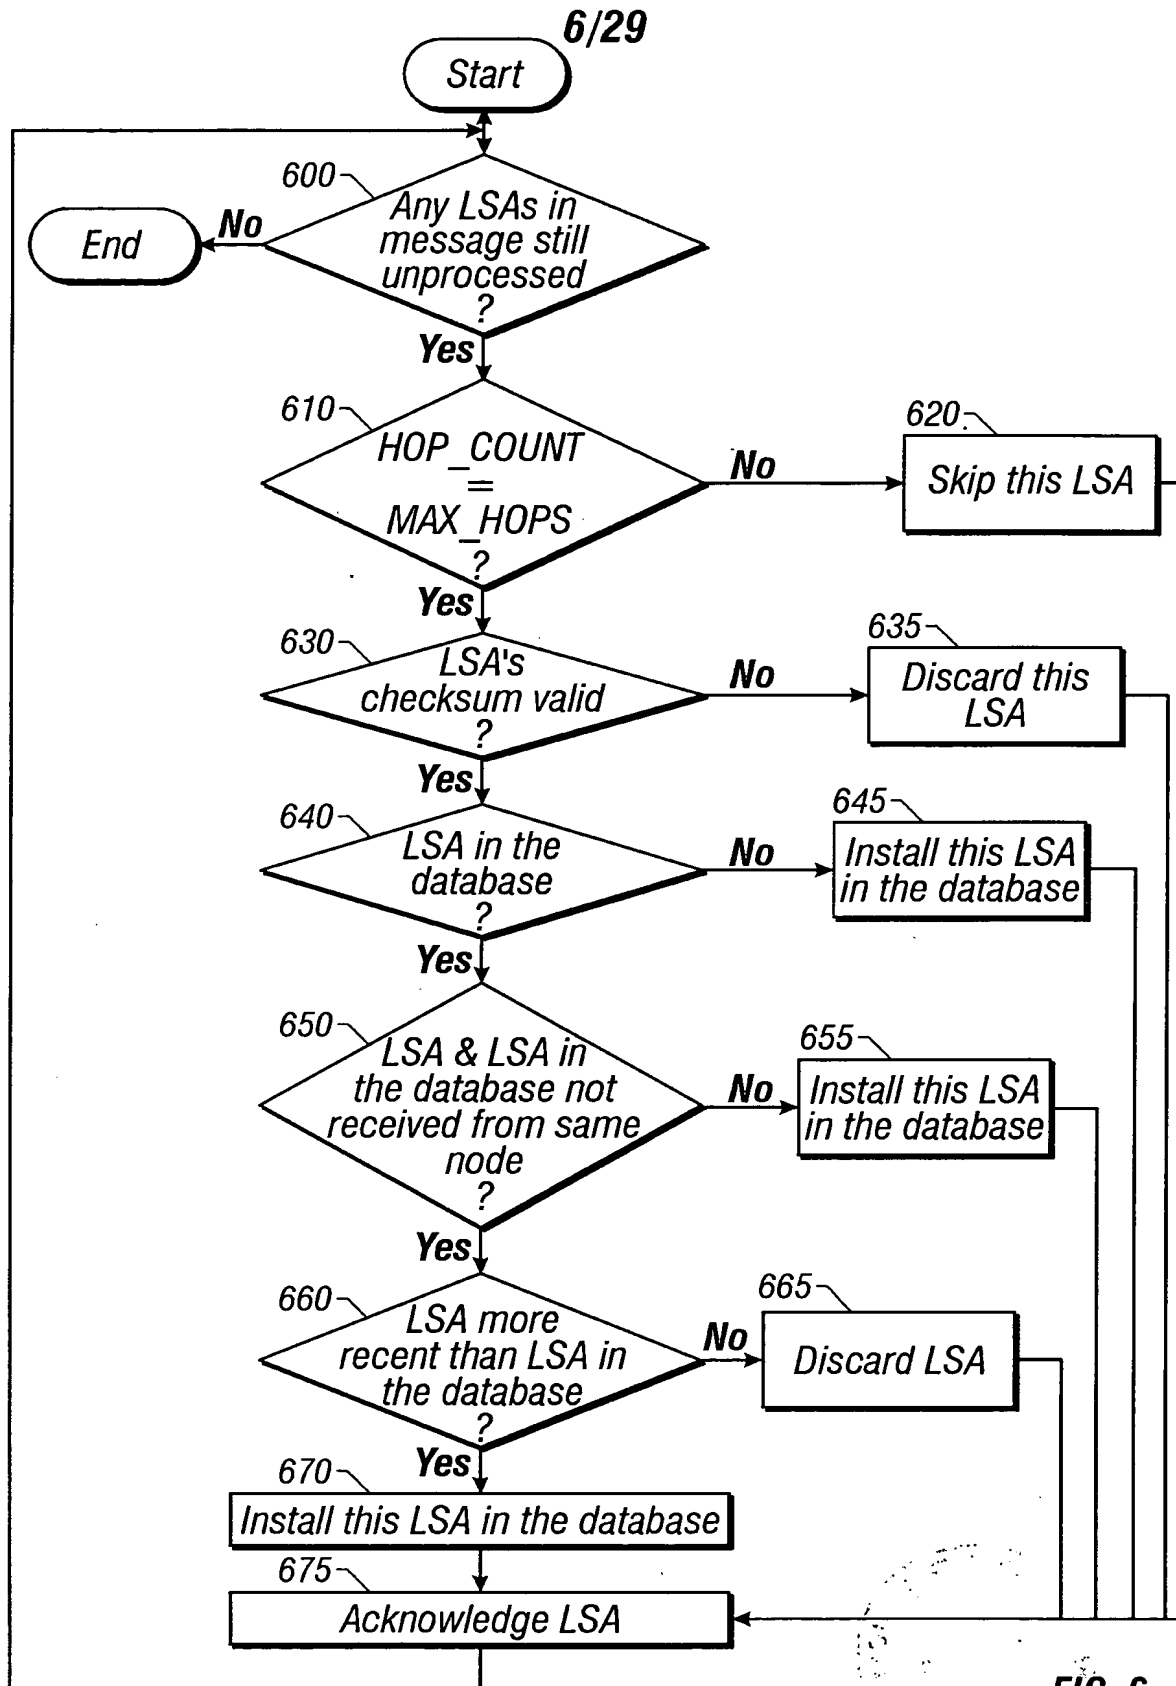 6/29
Start
600
Any LSAs in
message still
unprocessed
?
No
End
Yes
610
HOP_COUNT
=
MAX_HOPS
?
No
620
Skip this LSA
Yes
630
LSA's
checksum valid
?
No
635
Discard this
LSA
Yes
640
LSA in the
database
?
No
645
Install this LSA
in the database
Yes
650
LSA & LSA in
the database not
received from same
node
?
No
655
Install this LSA
in the database
Yes
660
LSA more
recent than LSA in
the database
?
No
665
Discard LSA
Yes
670
Install this LSA in the database
675
Acknowledge LSA
FIG. 6